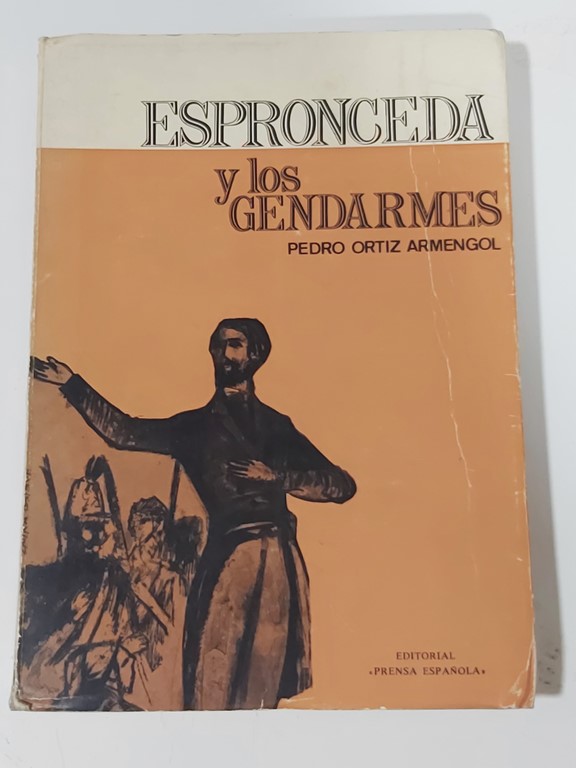 ESPRONCEDA
y los
GENDARMES
PEDRO ORTIZ ARMENGOL
EDITORIAL
«PRENSA ESPAÑOLA»